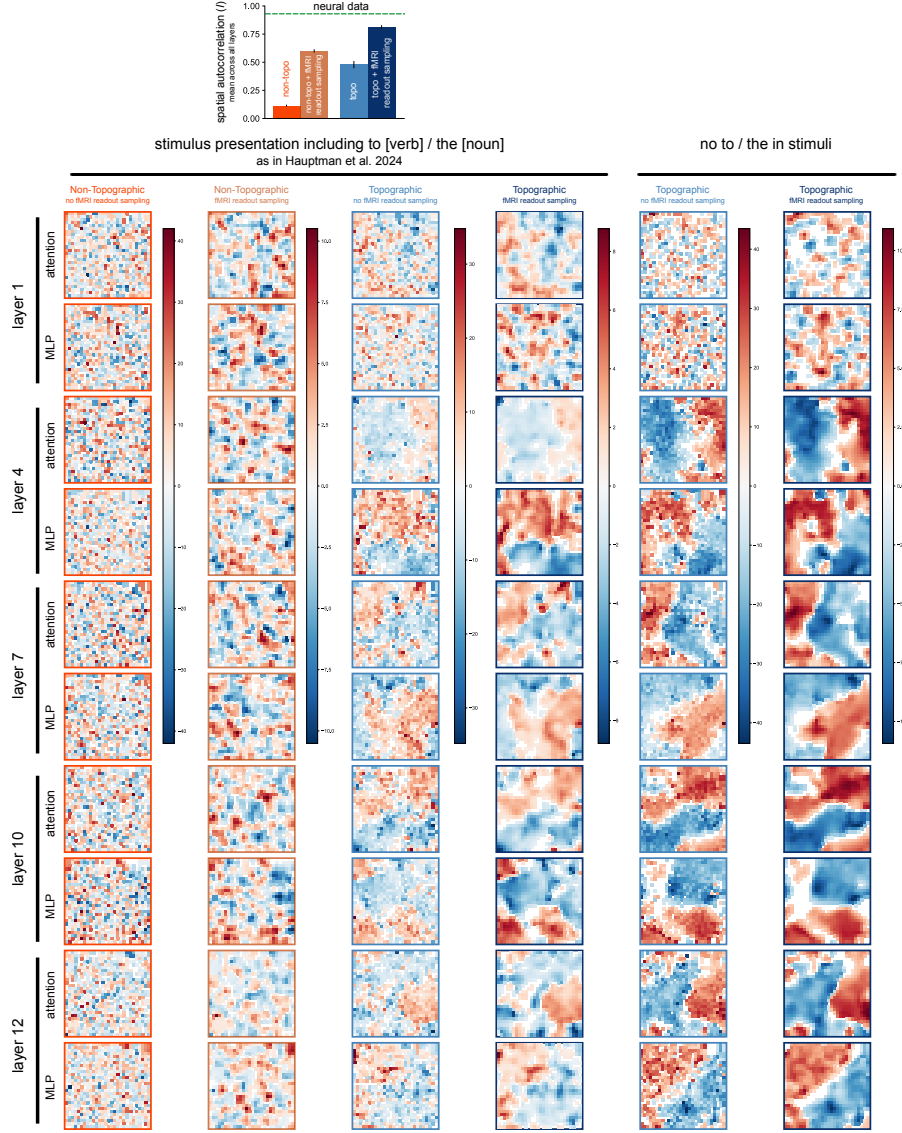 neural data
spatial autocorrelation (I)
mean across all layers
1.00
0.75
0.50
0.25
0.00
non-topo
non-topo + fMRI
readout sampling
topo
topo + fMRI
readout sampling
stimulus presentation including to [verb] / the [noun]
as in Hauptman et al. 2024
no to / the in stimuli
Non-Topographic
no fMRI readout sampling
Non-Topographic
fMRI readout sampling
Topographic
no fMRI readout sampling
Topographic
fMRI readout sampling
Topographic
no fMRI readout sampling
Topographic
fMRI readout sampling
layer 1
attention
MLP
layer 4
attention
MLP
layer 7
attention
MLP
layer 10
attention
MLP
layer 12
attention
MLP
40
30
20
10
0
−10
−20
−30
−40
10.0
7.5
5.0
2.5
0.0
−2.5
−5.0
−7.5
−10.0
30
20
10
0
−10
−20
−30
8
6
4
2
0
−2
−4
−6
−8
40
30
20
10
0
−10
−20
−30
−40